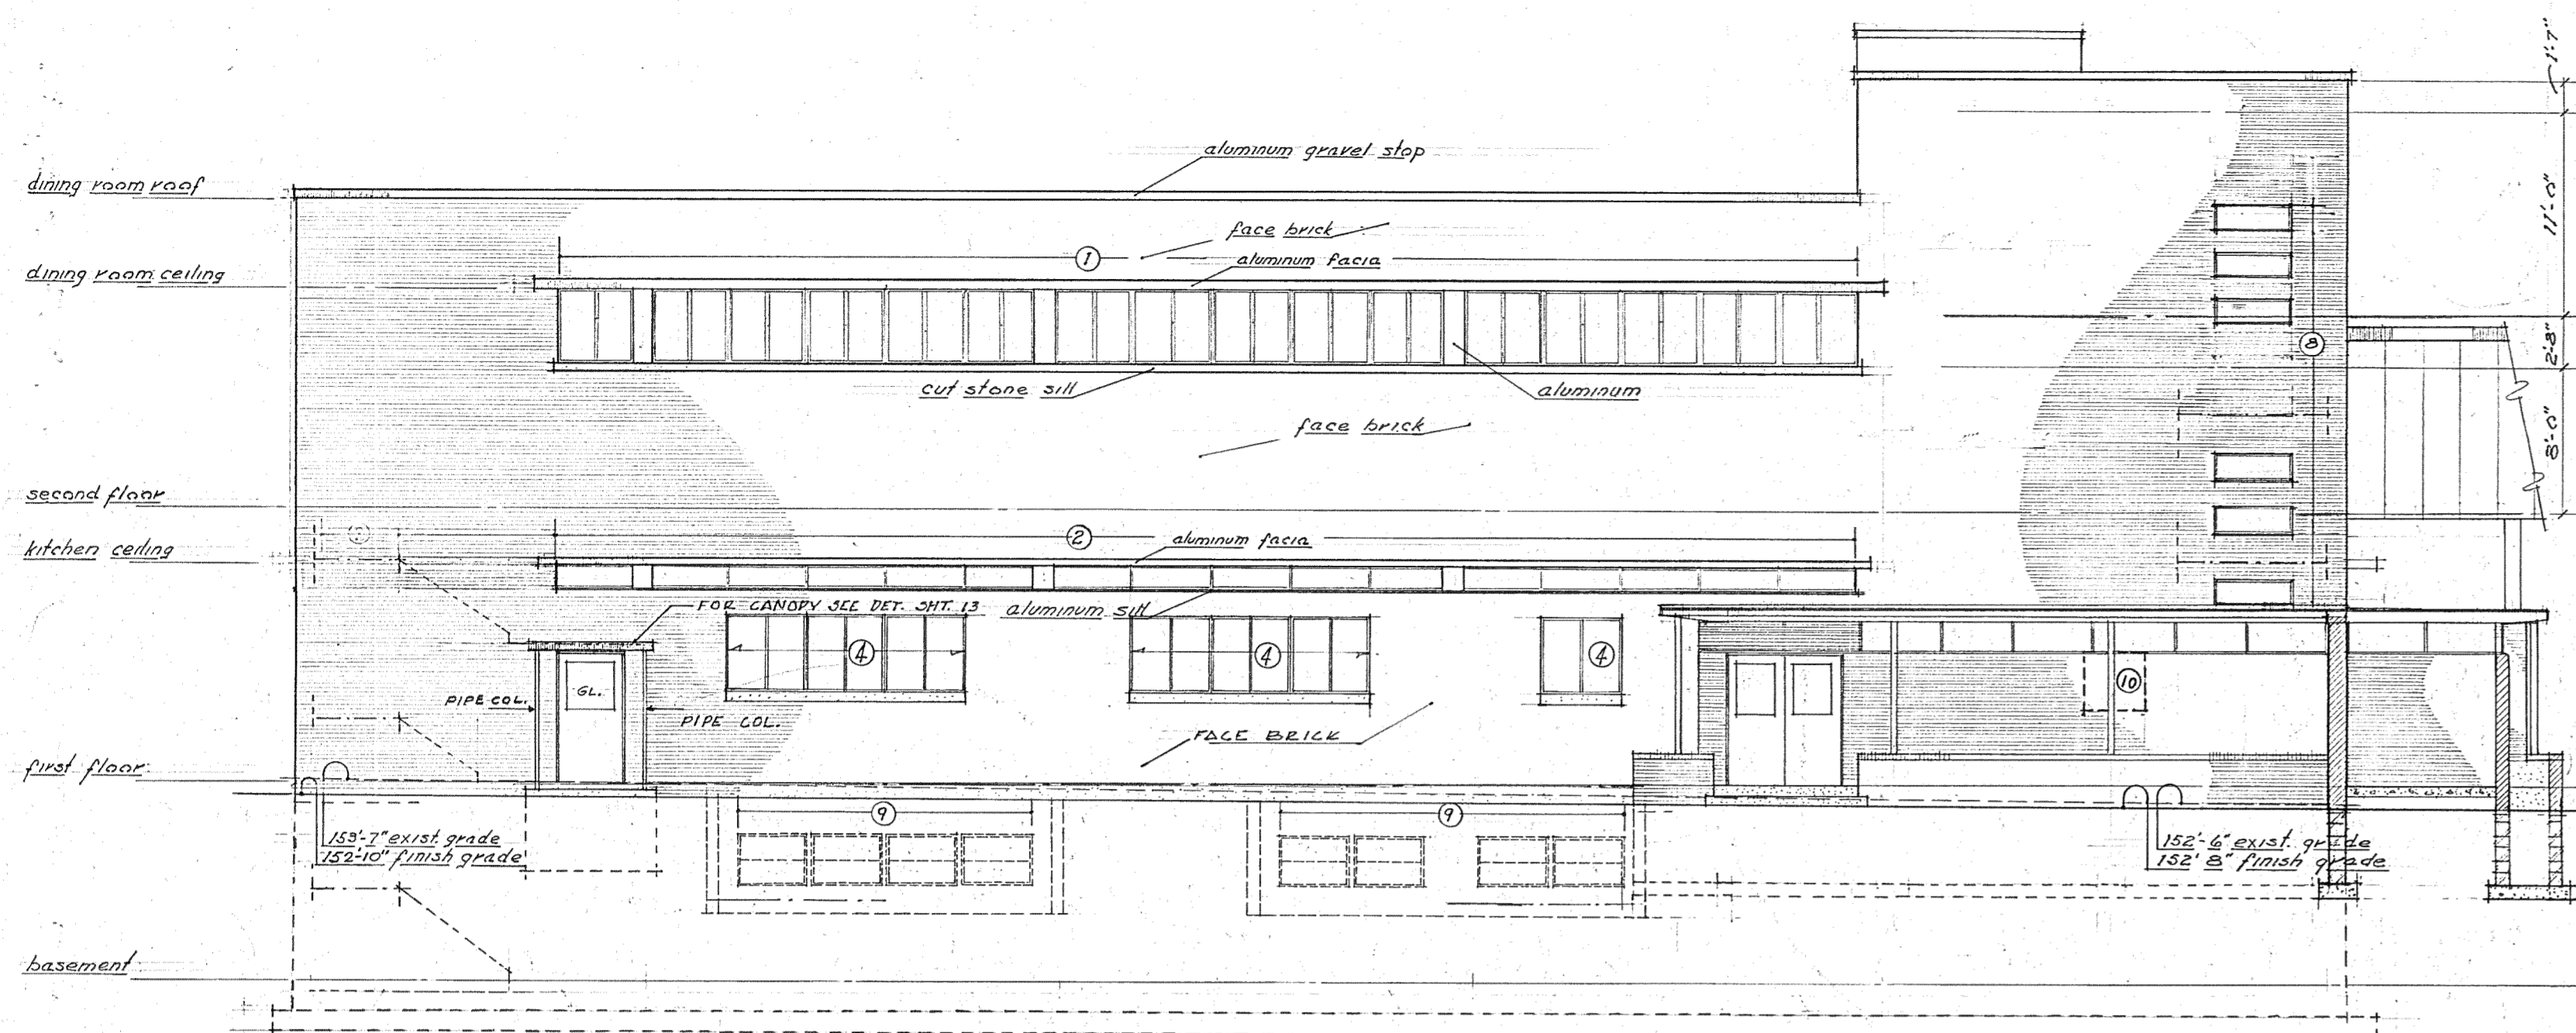 1'-7"
aluminum gravel stop
dining room roof
11'-0"
face brick
1
aluminum facia
dining room ceiling
8
2'-8"
cut stone sill
aluminum
face brick
8'-0"
second floor
2
aluminum facia
kitchen ceiling
FOR CANOPY SEE DET. SHT. 13
aluminum sill
4
4
4
GL.
10
PIPE COL.
PIPE COL.
FACE BRICK
first floor
9
9
153'-7" exist. grade
152'-10" finish grade
152'-6" exist. grade
152' 8" finish grade
basement